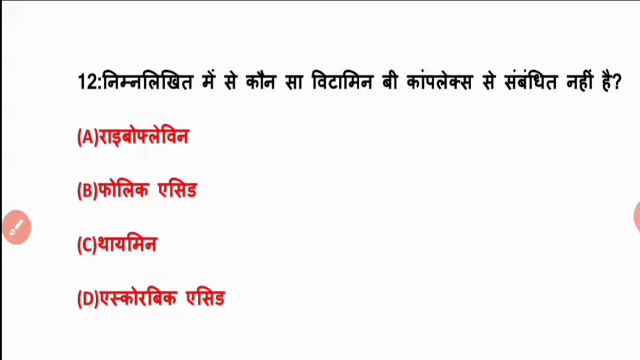 12:निम्नलिखित में से कौन सा विटामिन बी कांपलेक्स से संबंधित नहीं है?
(A)राइबोफ्लेविन
(B)फोलिक एसिड
(C)थायमिन
(D)एस्कोरबिक एसिड